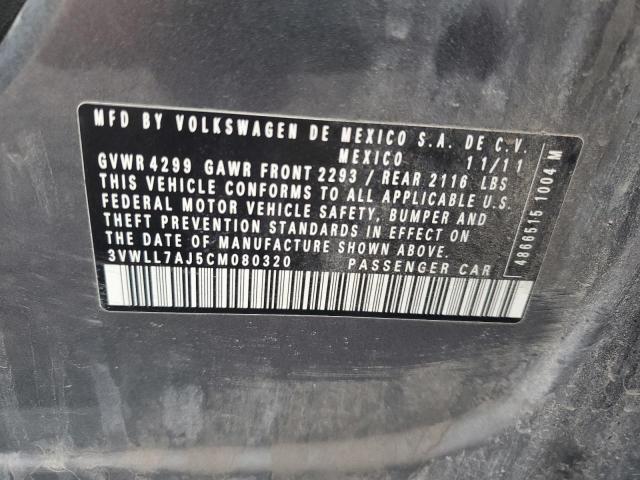 MFD BY VOLKSWAGEN DE MEXICO S.A. DE C.V.
MEXICO 11/11
GVWR 4299 GAWR FRONT 2293 / REAR 2116 LBS
THIS VEHICLE CONFORMS TO ALL APPLICABLE U.S.
FEDERAL MOTOR VEHICLE SAFETY, BUMPER AND
THEFT PREVENTION STANDARDS IN EFFECT ON
THE DATE OF MANUFACTURE SHOWN ABOVE.
3VWLL7AJ5CM080320 PASSENGER CAR
4866515 1004 M